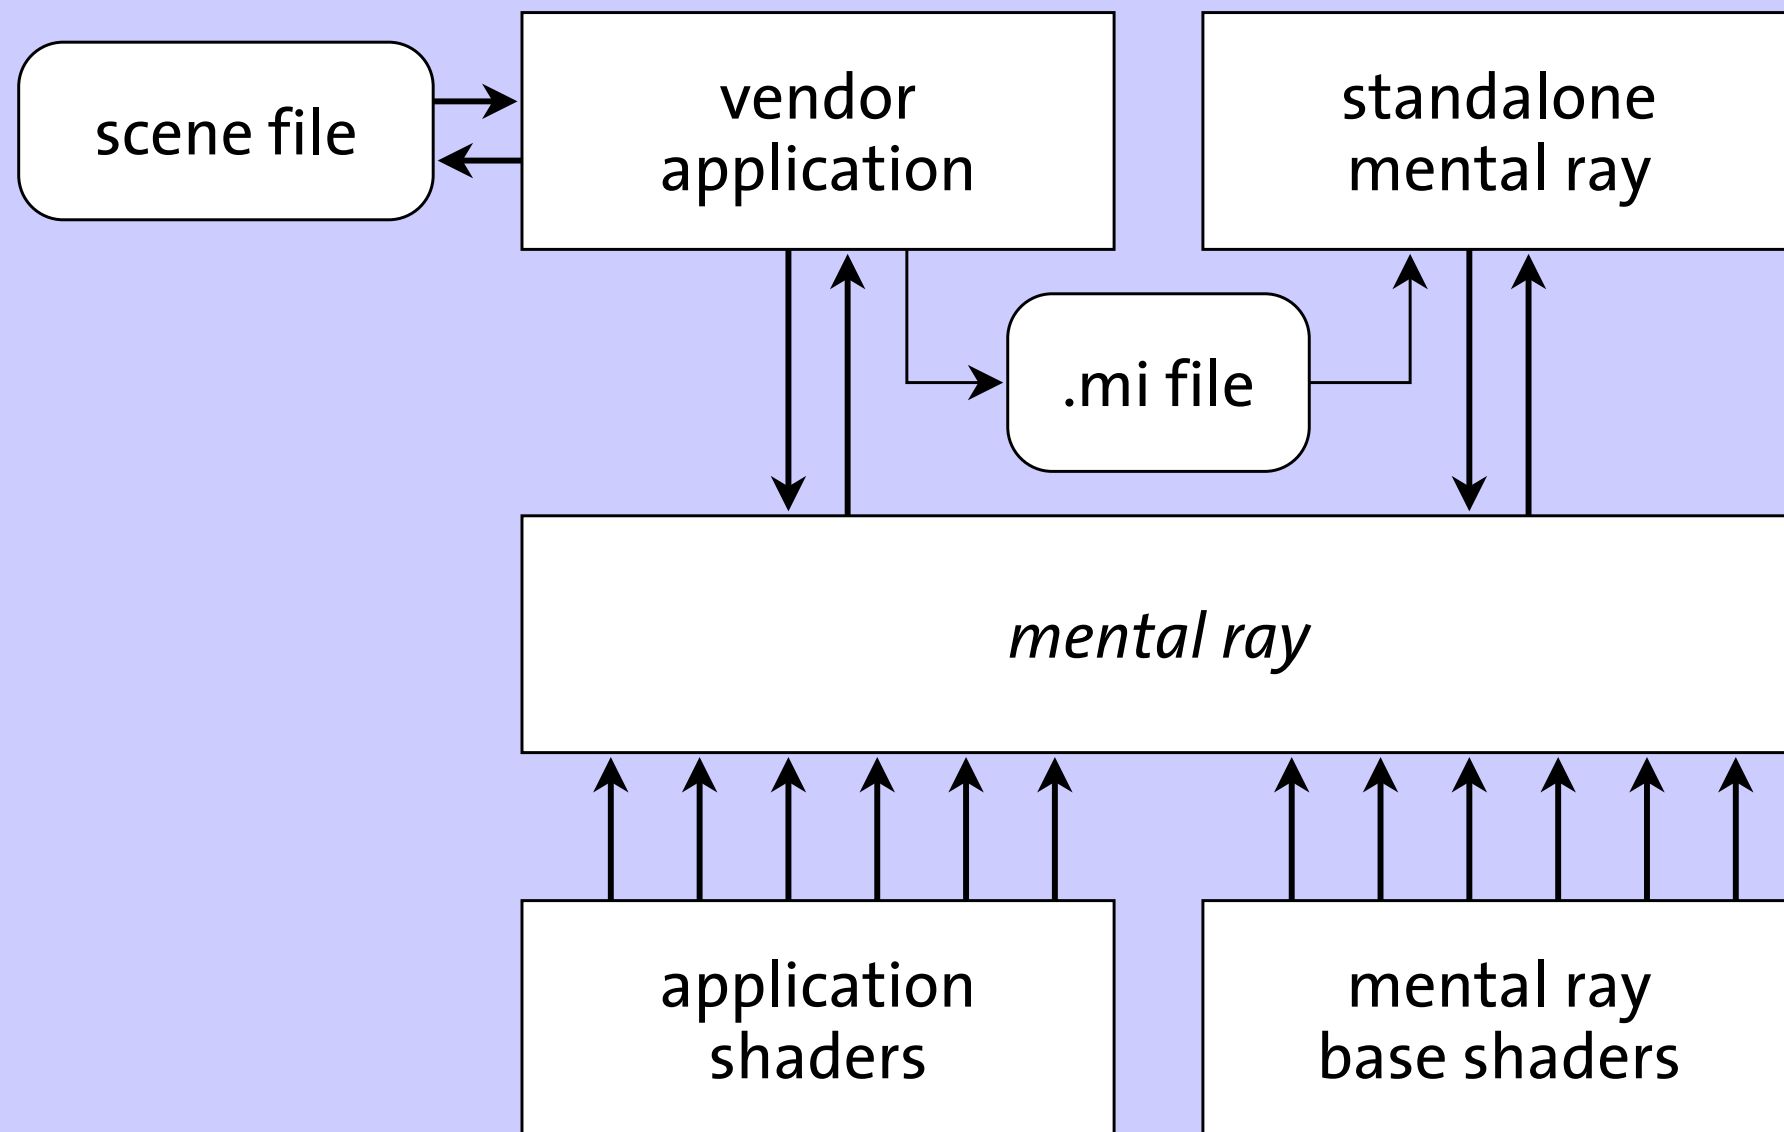 scene file
vendor
application
standalone
mental ray
.mi file
mental ray
application
shaders
mental ray
base shaders